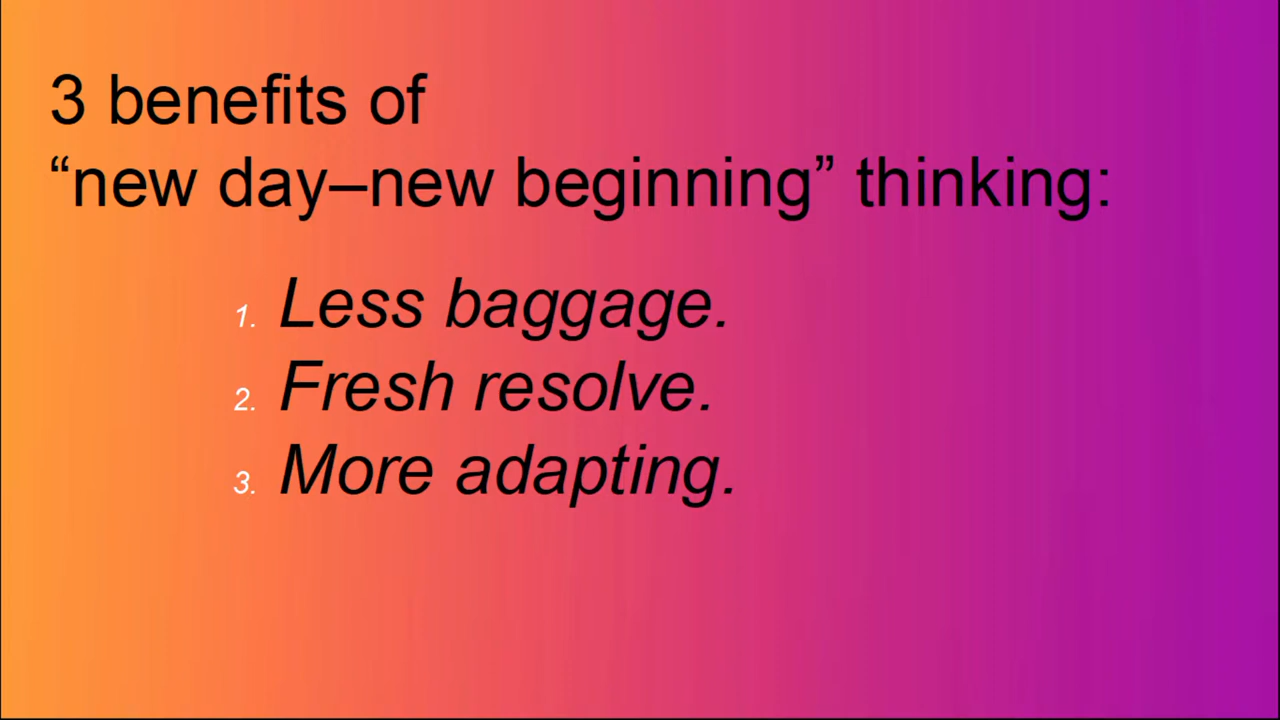 3 benefits of
“new day–new beginning” thinking:
1. Less baggage.
2. Fresh resolve.
3. More adapting.